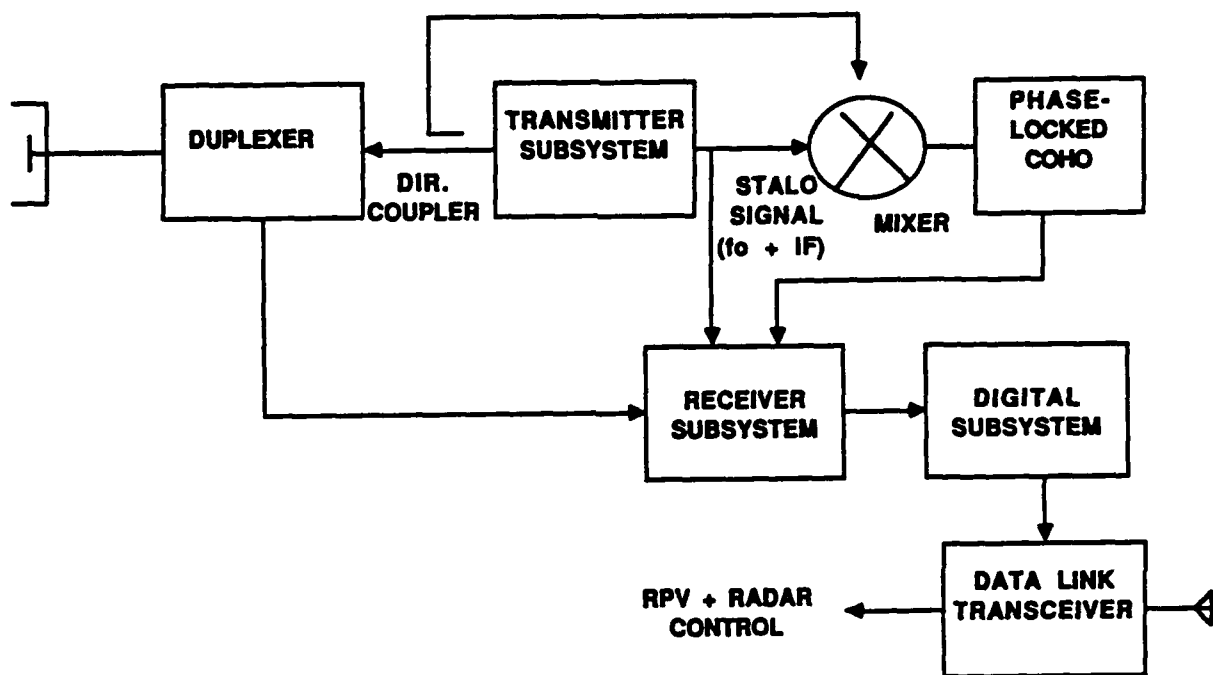 DUPLEXER
DIR.
COUPLER
TRANSMITTER
SUBSYSTEM
STALO
SIGNAL
(fo + IF)
MIXER
PHASE-
LOCKED
COHO
RECEIVER
SUBSYSTEM
DIGITAL
SUBSYSTEM
RPV + RADAR
CONTROL
DATA LINK
TRANSCEIVER